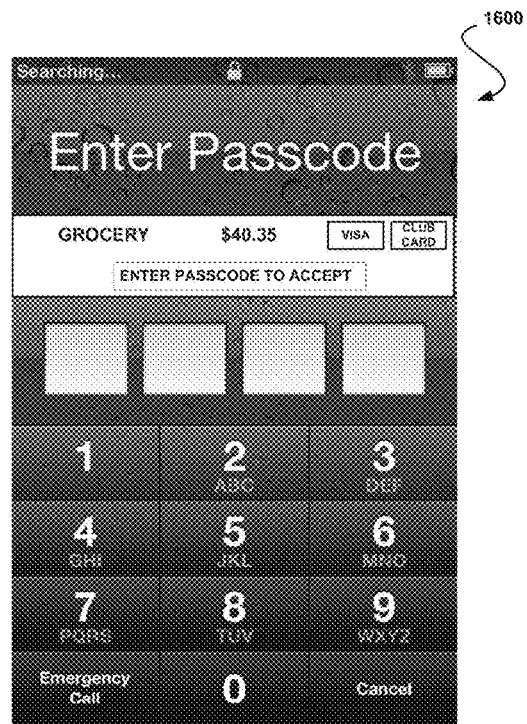 1600
Searching...
Enter Passcode
GROCERY $40.35 VISA CLUB CARD
ENTER PASSCODE TO ACCEPT
1 2 3
ABC DEF
4 5 6
GHI JKL MNO
7 8 9
PQRS TUV WXYZ
Emergency Call 0 Cancel